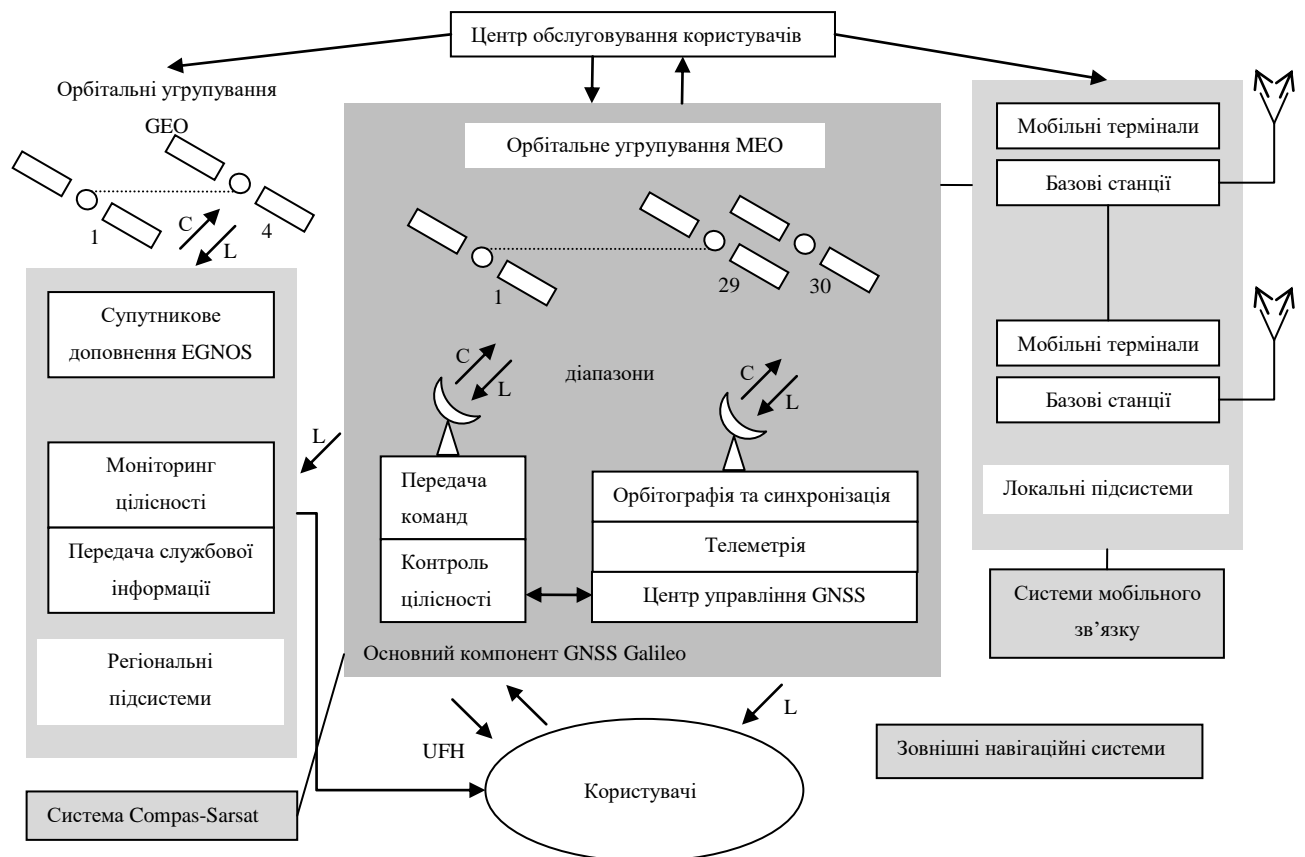 Центр обслуговування користувачів
Орбітальні угрупування
GEO
1
4
C
L
Супутникове
доповнення EGNOS
Моніторинг
цілісності
Передача службової
інформації
Регіональні
підсистеми
L
Орбітальне угрупування MEO
1
29
30
C
L
діапазони
C
L
Передача
команд
Контроль
цілісності
Орбітографія та синхронізація
Телеметрія
Центр управління GNSS
Основний компонент GNSS Galileo
Мобільні термінали
Базові станції
Мобільні термінали
Базові станції
Локальні підсистеми
Системи мобільного
зв’язку
UFH
L
Користувачі
Зовнішні навігаційні системи
Система Compas-Sarsat